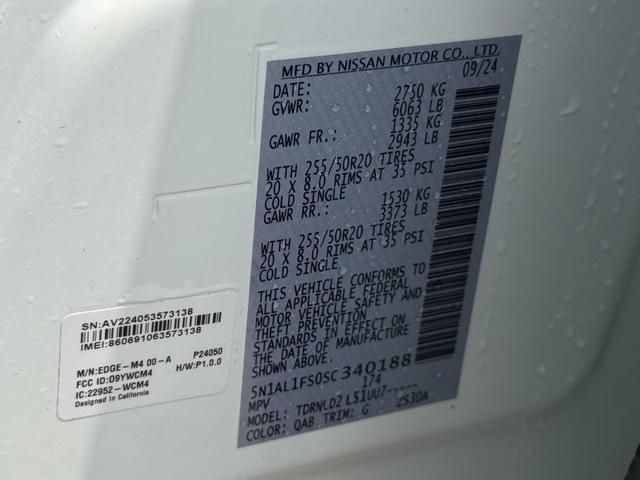 MFD BY NISSAN MOTOR CO., LTD.
DATE: 09/24
GVWR: 2750 KG
6063 LB
GAWR FR.: 1335 KG
2943 LB
WITH 255/50R20 TIRES
20 X 8.0 RIMS AT 35 PSI
COLD SINGLE
GAWR RR.: 1530 KG
3373 LB
WITH 255/50R20 TIRES
20 X 8.0 RIMS AT 35 PSI
COLD SINGLE
THIS VEHICLE CONFORMS TO
ALL APPLICABLE FEDERAL
MOTOR VEHICLE SAFETY AND
THEFT PREVENTION
STANDARDS IN EFFECT ON
THE DATE OF MANUFACTURE
5N1AL1FS0SC340188
MPV 174
MODEL: TDRNLD2 L51UU7-----
COLOR: QAB TRIM: G 2S30A
SN:AV224053573138
IMEI:860691063573138
M/N:EDGE-M4 00-A P24050
FCC ID:O9YWCM4 H/W:P1.0.0
IC:22952-WCM4
Designed in California